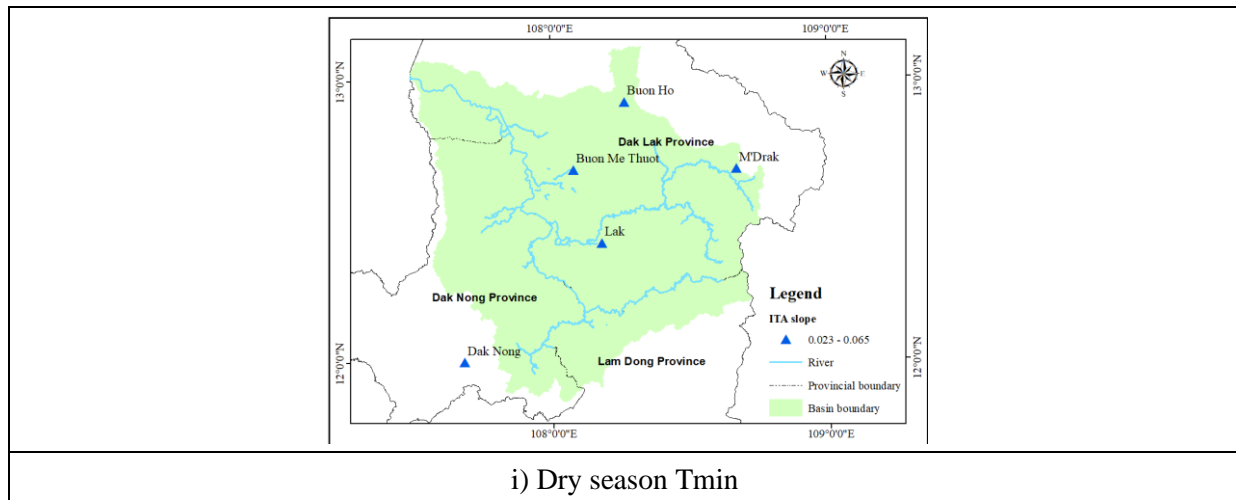 108°0'0"E 109°0'0"E
N
W E
S
13°0'0"N 13°0'0"N
Buon Ho
Dak Lak Province
Buon Me Thuot M'Drak
Lak
Dak Nong Province
Legend
ITA slope
0.023 - 0.065
Dak Nong
Lam Dong Province
River
12°0'0"N 12°0'0"N
Provincial boundary
Basin boundary
108°0'0"E 109°0'0"E
i) Dry season Tmin